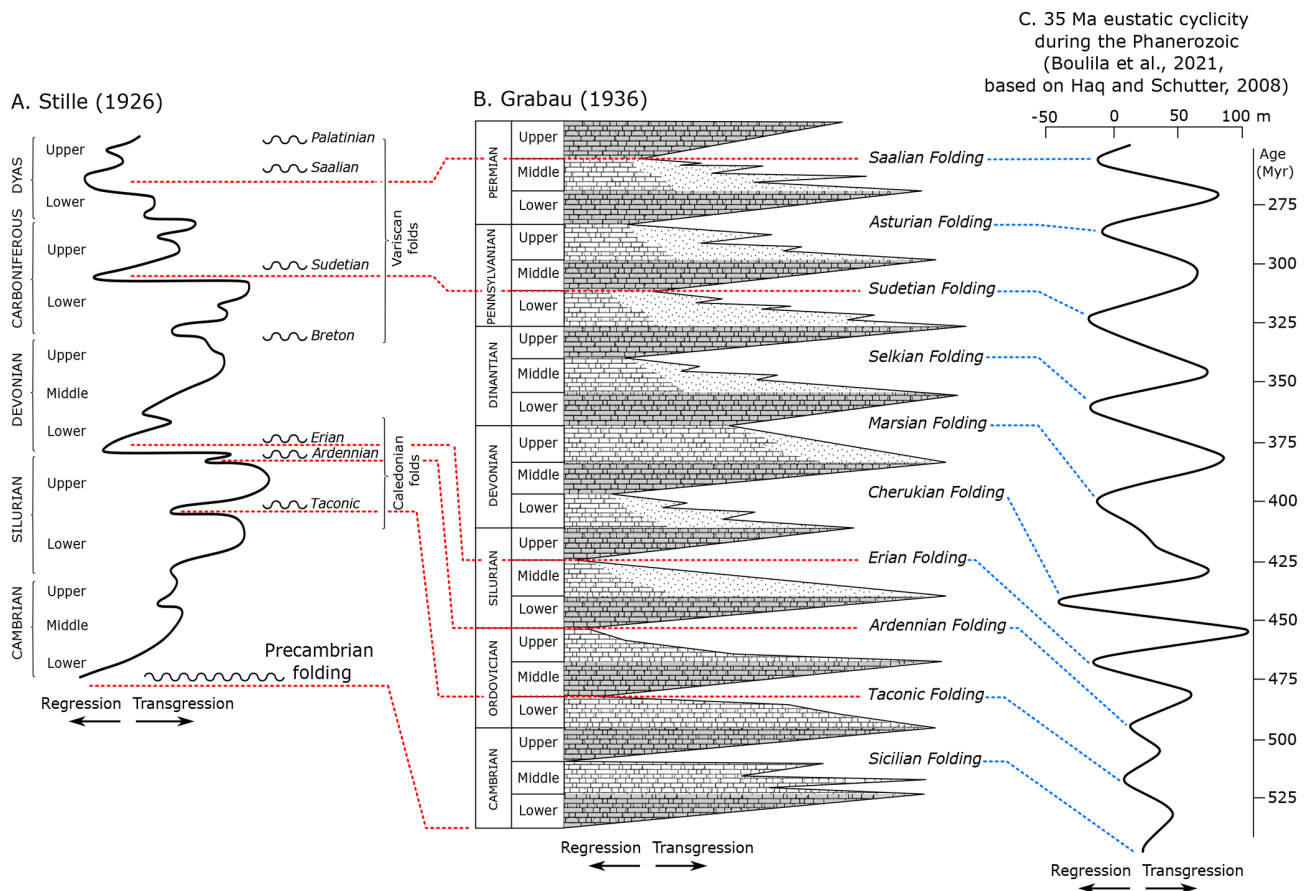 C. 35 Ma eustatic cyclicity
during the Phanerozoic
(Boulila et al., 2021,
based on Haq and Schutter, 2008)
A. Stille (1926)
B. Grabau (1936)
-50 0 50 100 m
Age
(Myr)
275
300
325
350
375
400
425
450
475
500
525
DYAS
Upper
Lower
CARBONIFEROUS
Upper
Lower
DEVONIAN
Upper
Middle
Lower
SILURIAN
Upper
Lower
CAMBRIAN
Upper
Middle
Lower
Palatinian
Saalian
Sudetian
Breton
Variscan
folds
Erian
Ardennian
Taconic
Caledonian
folds
Precambrian
folding
Regression Transgression
PERMIAN
Upper
Middle
Lower
PENNSYLVANIAN
Upper
Middle
Lower
DINANTIAN
Upper
Middle
Lower
DEVONIAN
Upper
Middle
Lower
SILURIAN
Upper
Middle
Lower
ORDOVICIAN
Upper
Middle
Lower
CAMBRIAN
Upper
Middle
Lower
Regression Transgression
Saalian Folding
Asturian Folding
Sudetian Folding
Selkian Folding
Marsian Folding
Cherukian Folding
Erian Folding
Ardennian Folding
Taconic Folding
Sicilian Folding
Regression Transgression